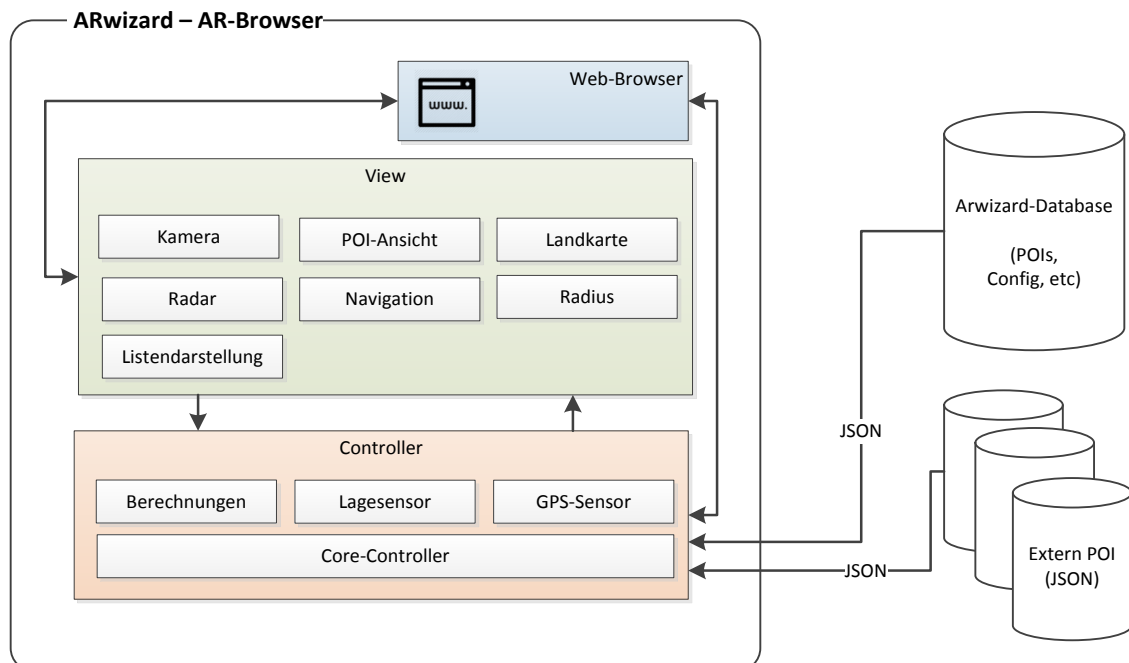 ARwizard – AR-Browser
Web-Browser
www.
View
Kamera
POI-Ansicht
Landkarte
Radar
Navigation
Radius
Listendarstellung
Controller
Berechnungen
Lagesensor
GPS-Sensor
Core-Controller
Arwizard-Database
(POIs,
Config, etc)
JSON
JSON
Extern POI
(JSON)